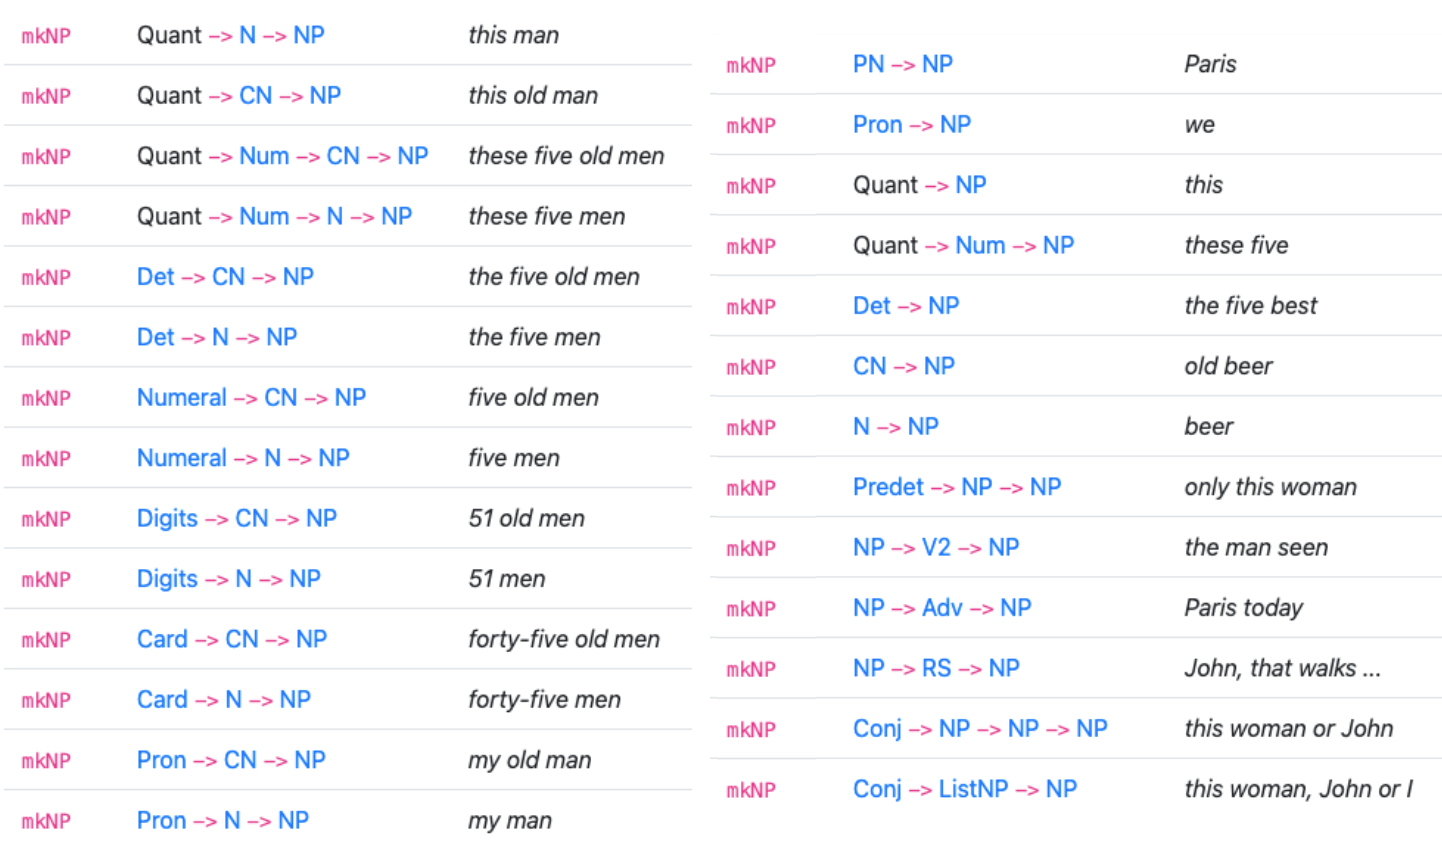 mkNP Quant -> N -> NP this man
mkNP Quant -> CN -> NP this old man
mkNP Quant -> Num -> CN -> NP these five old men
mkNP Quant -> Num -> N -> NP these five men
mkNP Det -> CN -> NP the five old men
mkNP Det -> N -> NP the five men
mkNP Numeral -> CN -> NP five old men
mkNP Numeral -> N -> NP five men
mkNP Digits -> CN -> NP 51 old men
mkNP Digits -> N -> NP 51 men
mkNP Card -> CN -> NP forty-five old men
mkNP Card -> N -> NP forty-five men
mkNP Pron -> CN -> NP my old man
mkNP Pron -> N -> NP my man
mkNP PN -> NP Paris
mkNP Pron -> NP we
mkNP Quant -> NP this
mkNP Quant -> Num -> NP these five
mkNP Det -> NP the five best
mkNP CN -> NP old beer
mkNP N -> NP beer
mkNP Predet -> NP -> NP only this woman
mkNP NP -> V2 -> NP the man seen
mkNP NP -> Adv -> NP Paris today
mkNP NP -> RS -> NP John, that walks ...
mkNP Conj -> NP -> NP -> NP this woman or John
mkNP Conj -> ListNP -> NP this woman, John or I